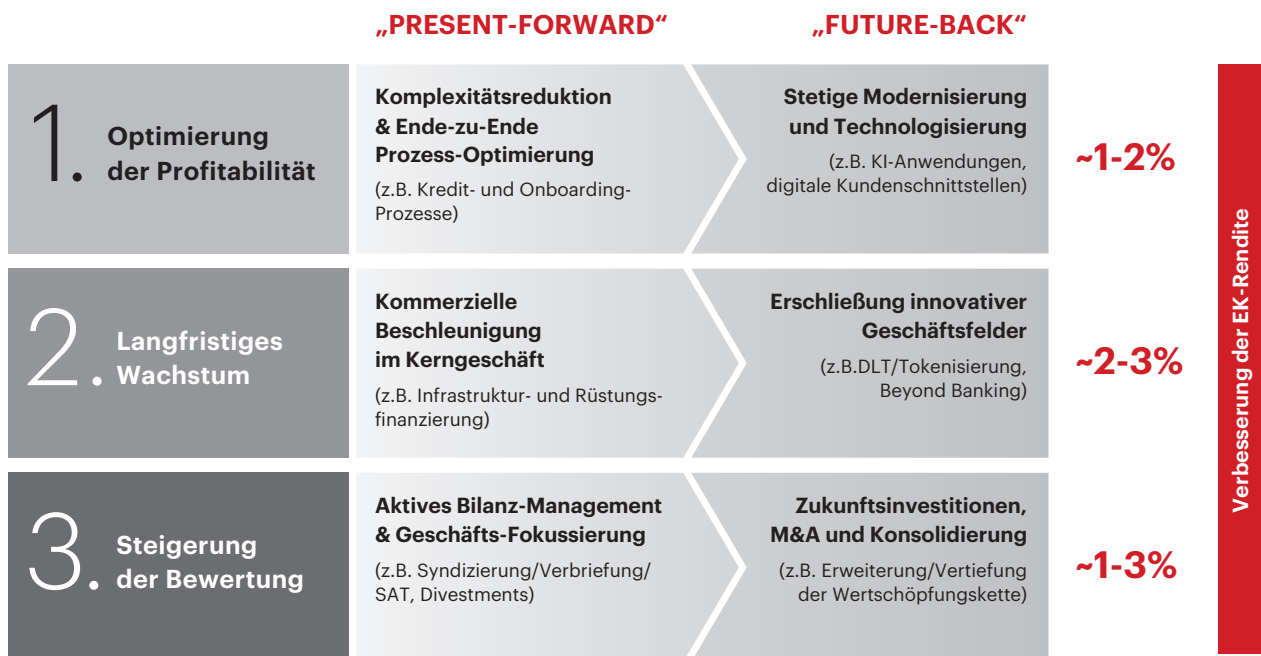 „PRESENT-FORWARD“
„FUTURE-BACK“
1.
Optimierung
der Profitabilität
Komplexitätsreduktion
& Ende-zu-Ende
Prozess-Optimierung
(z.B. Kredit- und Onboarding-
Prozesse)
Stetige Modernisierung
und Technologisierung
(z.B. KI-Anwendungen,
digitale Kundenschnittstellen)
~1-2%
2.
Langfristiges
Wachstum
Kommerzielle
Beschleunigung
im Kerngeschäft
(z.B. Infrastruktur- und Rüstungs-
finanzierung)
Erschließung innovativer
Geschäftsfelder
(z.B.DLT/Tokenisierung,
Beyond Banking)
~2-3%
3.
Steigerung
der Bewertung
Aktives Bilanz-Management
& Geschäfts-Fokussierung
(z.B. Syndizierung/Verbriefung/
SAT, Divestments)
Zukunftsinvestitionen,
M&A und Konsolidierung
(z.B. Erweiterung/Vertiefung
der Wertschöpfungskette)
~1-3%
Verbesserung der EK-Rendite